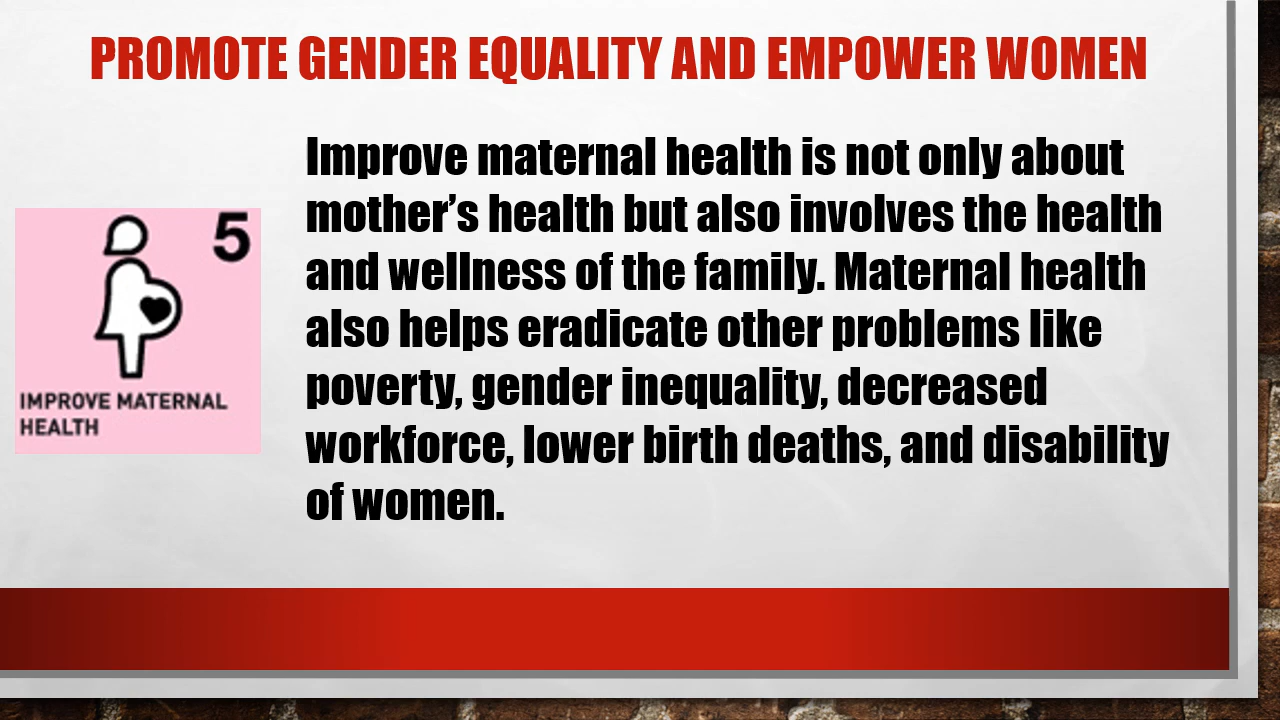 PROMOTE GENDER EQUALITY AND EMPOWER WOMEN
5
IMPROVE MATERNAL
HEALTH
Improve maternal health is not only about
mother’s health but also involves the health
and wellness of the family. Maternal health
also helps eradicate other problems like
poverty, gender inequality, decreased
workforce, lower birth deaths, and disability
of women.